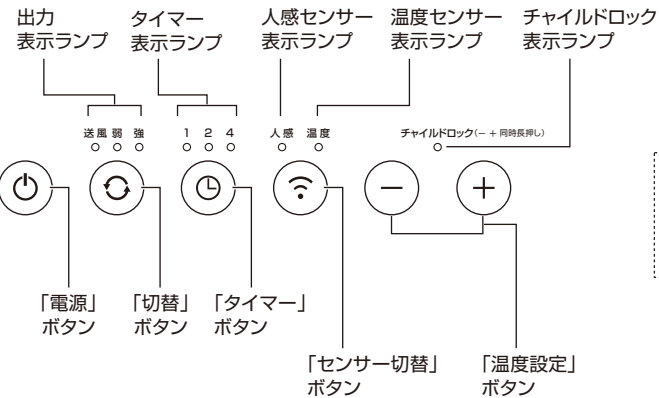 出力
表示ランプ
タイマー
表示ランプ
人感センサー
表示ランプ
温度センサー
表示ランプ
チャイルドロック
表示ランプ
送風 弱 強
1 2 4
人感 温度
チャイルドロック(− + 同時長押し)
「電源」
ボタン
「切替」
ボタン
「タイマー」
ボタン
「センサー切替」
ボタン
「温度設定」
ボタン